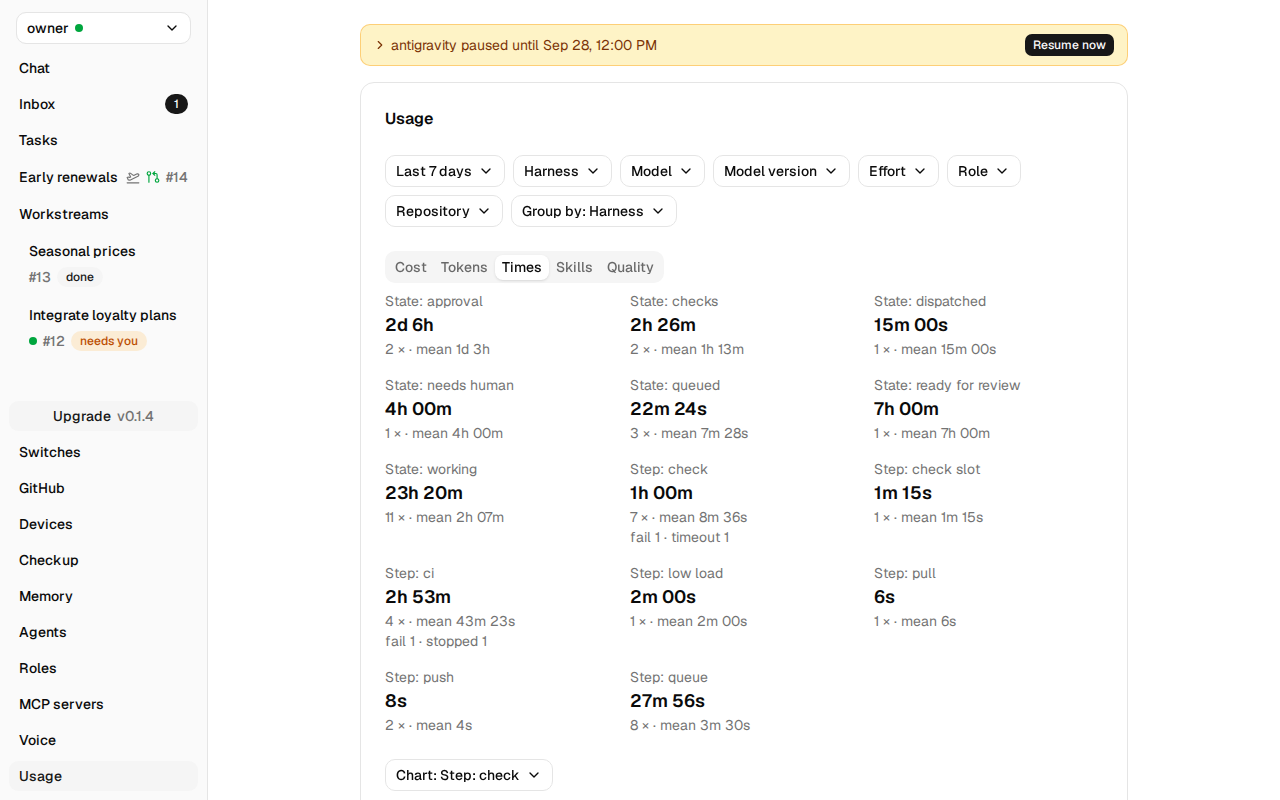 owner
Chat
Inbox 1
Tasks
Early renewals #14
Workstreams
Seasonal prices
#13 done
Integrate loyalty plans
#12 needs you
Upgrade v0.1.4
Switches
GitHub
Devices
Checkup
Memory
Agents
Roles
MCP servers
Voice
Usage
antigravity paused until Sep 28, 12:00 PM Resume now
Usage
Last 7 days Harness Model Model version Effort Role
Repository Group by: Harness
Cost Tokens Times Skills Quality
State: approval
2d 6h
2 × · mean 1d 3h
State: checks
2h 26m
2 × · mean 1h 13m
State: dispatched
15m 00s
1 × · mean 15m 00s
State: needs human
4h 00m
1 × · mean 4h 00m
State: queued
22m 24s
3 × · mean 7m 28s
State: ready for review
7h 00m
1 × · mean 7h 00m
State: working
23h 20m
11 × · mean 2h 07m
Step: check
1h 00m
7 × · mean 8m 36s
fail 1 · timeout 1
Step: check slot
1m 15s
1 × · mean 1m 15s
Step: ci
2h 53m
4 × · mean 43m 23s
fail 1 · stopped 1
Step: low load
2m 00s
1 × · mean 2m 00s
Step: pull
6s
1 × · mean 6s
Step: push
8s
2 × · mean 4s
Step: queue
27m 56s
8 × · mean 3m 30s
Chart: Step: check